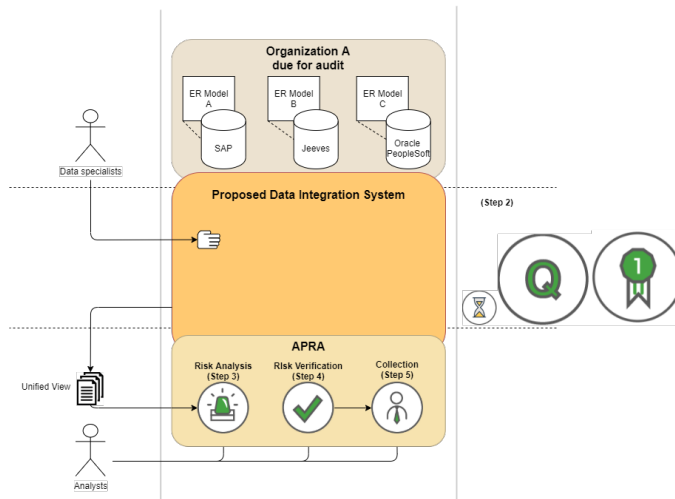 Organization A
due for audit
ER Model
A
SAP
ER Model
B
Jeeves
ER Model
C
Oracle
PeopleSoft
Data specialists
Proposed Data Integration System
(Step 2)
Q
1
APRA
Risk Analysis
(Step 3)
RIsk Verification
(Step 4)
Collection
(Step 5)
Unified View
Analysts